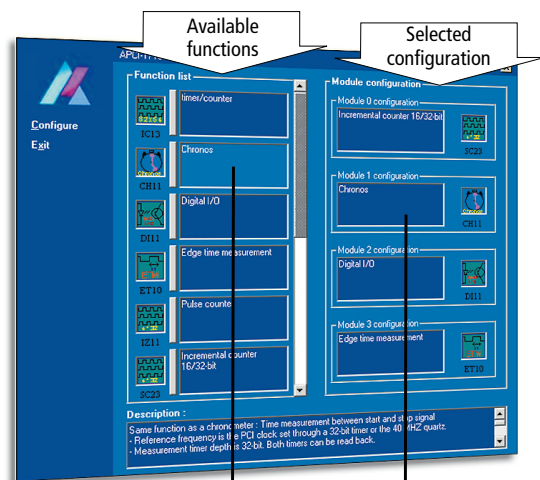 Available
functions
Selected
configuration
Configure
Exit
Function list
timer/counter
IC13
Chronos
CH11
Digital I/O
DI11
Edge time measurement
ET10
Pulse counter
IZ11
Incremental counter
16/32-bit
SC23
Module configuration
Module 0 configuration
Incremental counter 16/32-bit
SC23
Module 1 configuration
Chronos
CH11
Module 2 configuration
Digital I/O
DI11
Module 3 configuration
Edge time measurement
ET10
Description :
Same function as a chronometer : Time measurement between start and stop signal
- Reference frequency is the PCI clock set through a 32-bit timer or the 40 MHZ quartz.
- Measurement timer depth is 32-bit. Both timers can be read back.